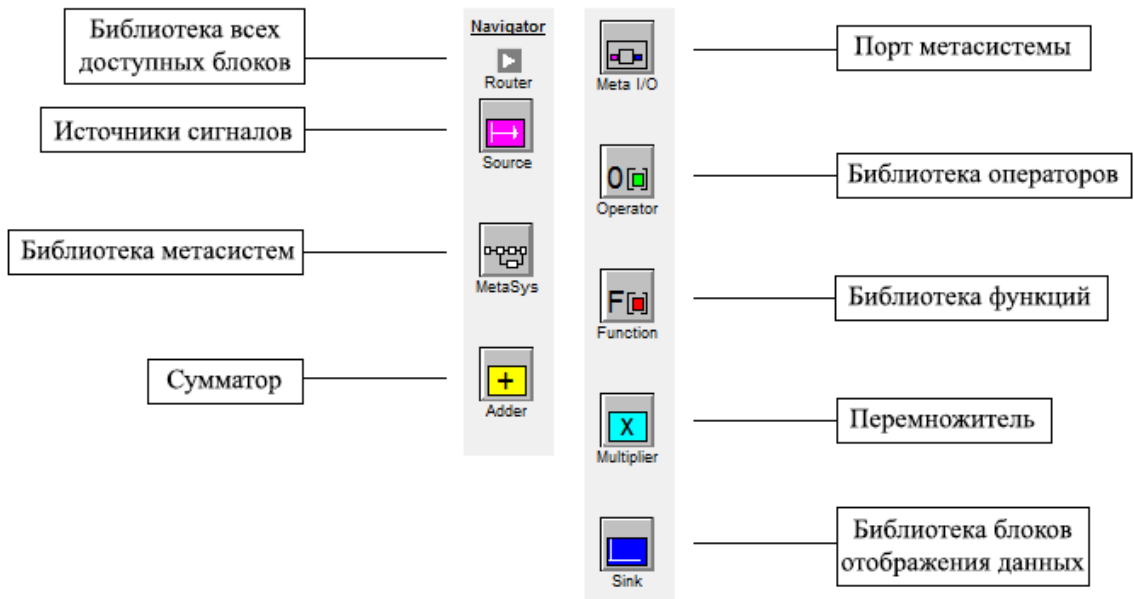 Библиотека всех
доступных блоков
Navigator
Router
Источники сигналов
Source
Библиотека метасистем
MetaSys
Сумматор
+
Adder
Meta I/O
Порт метасистемы
O[]
Operator
Библиотека операторов
F[]
Function
Библиотека функций
X
Multiplier
Перемножитель
Sink
Библиотека блоков
отображения данных